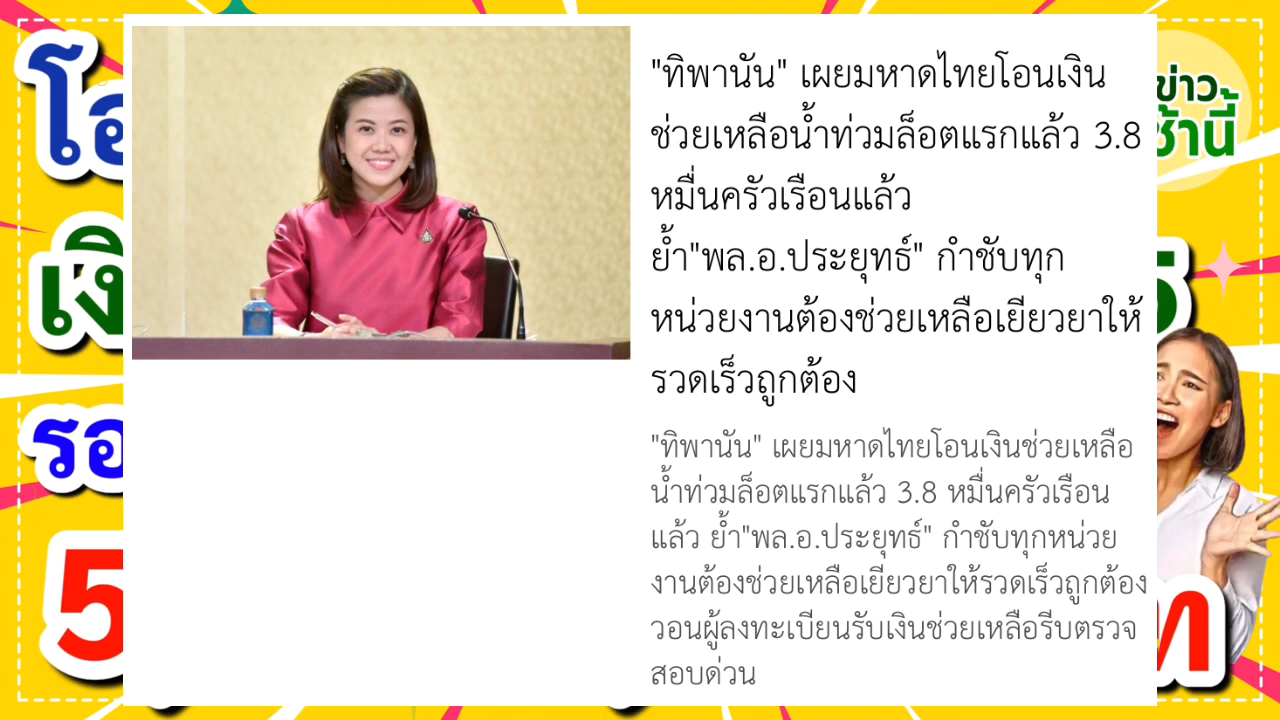 "ทิพานัน" เผยมหาดไทยโอนเงิน
ช่วยเหลือน้ำท่วมล็อตแรกแล้ว 3.8
หมื่นครัวเรือนแล้ว
ย้ำ"พล.อ.ประยุทธ์" กำชับทุก
หน่วยงานต้องช่วยเหลือเยียวยาให้
รวดเร็วถูกต้อง
"ทิพานัน" เผยมหาดไทยโอนเงินช่วยเหลือ
น้ำท่วมล็อตแรกแล้ว 3.8 หมื่นครัวเรือน
แล้ว ย้ำ"พล.อ.ประยุทธ์" กำชับทุกหน่วย
งานต้องช่วยเหลือเยียวยาให้รวดเร็วถูกต้อง
วอนผู้ลงทะเบียนรับเงินช่วยเหลือรีบตรวจ
สอบด่วน
ข่าว